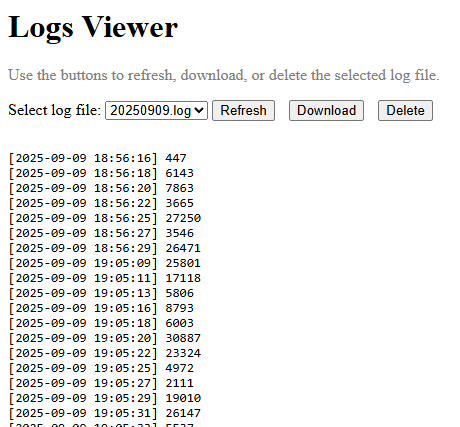 Logs Viewer
Use the buttons to refresh, download, or delete the selected log file.
Select log file: 20250909.log Refresh Download Delete
[2025-09-09 18:56:16] 447
[2025-09-09 18:56:18] 6143
[2025-09-09 18:56:20] 7863
[2025-09-09 18:56:22] 3665
[2025-09-09 18:56:25] 27250
[2025-09-09 18:56:27] 3546
[2025-09-09 18:56:29] 26471
[2025-09-09 19:05:09] 25801
[2025-09-09 19:05:11] 17118
[2025-09-09 19:05:13] 5806
[2025-09-09 19:05:16] 8793
[2025-09-09 19:05:18] 6003
[2025-09-09 19:05:20] 30887
[2025-09-09 19:05:22] 23324
[2025-09-09 19:05:25] 4972
[2025-09-09 19:05:27] 2111
[2025-09-09 19:05:29] 19010
[2025-09-09 19:05:31] 26147